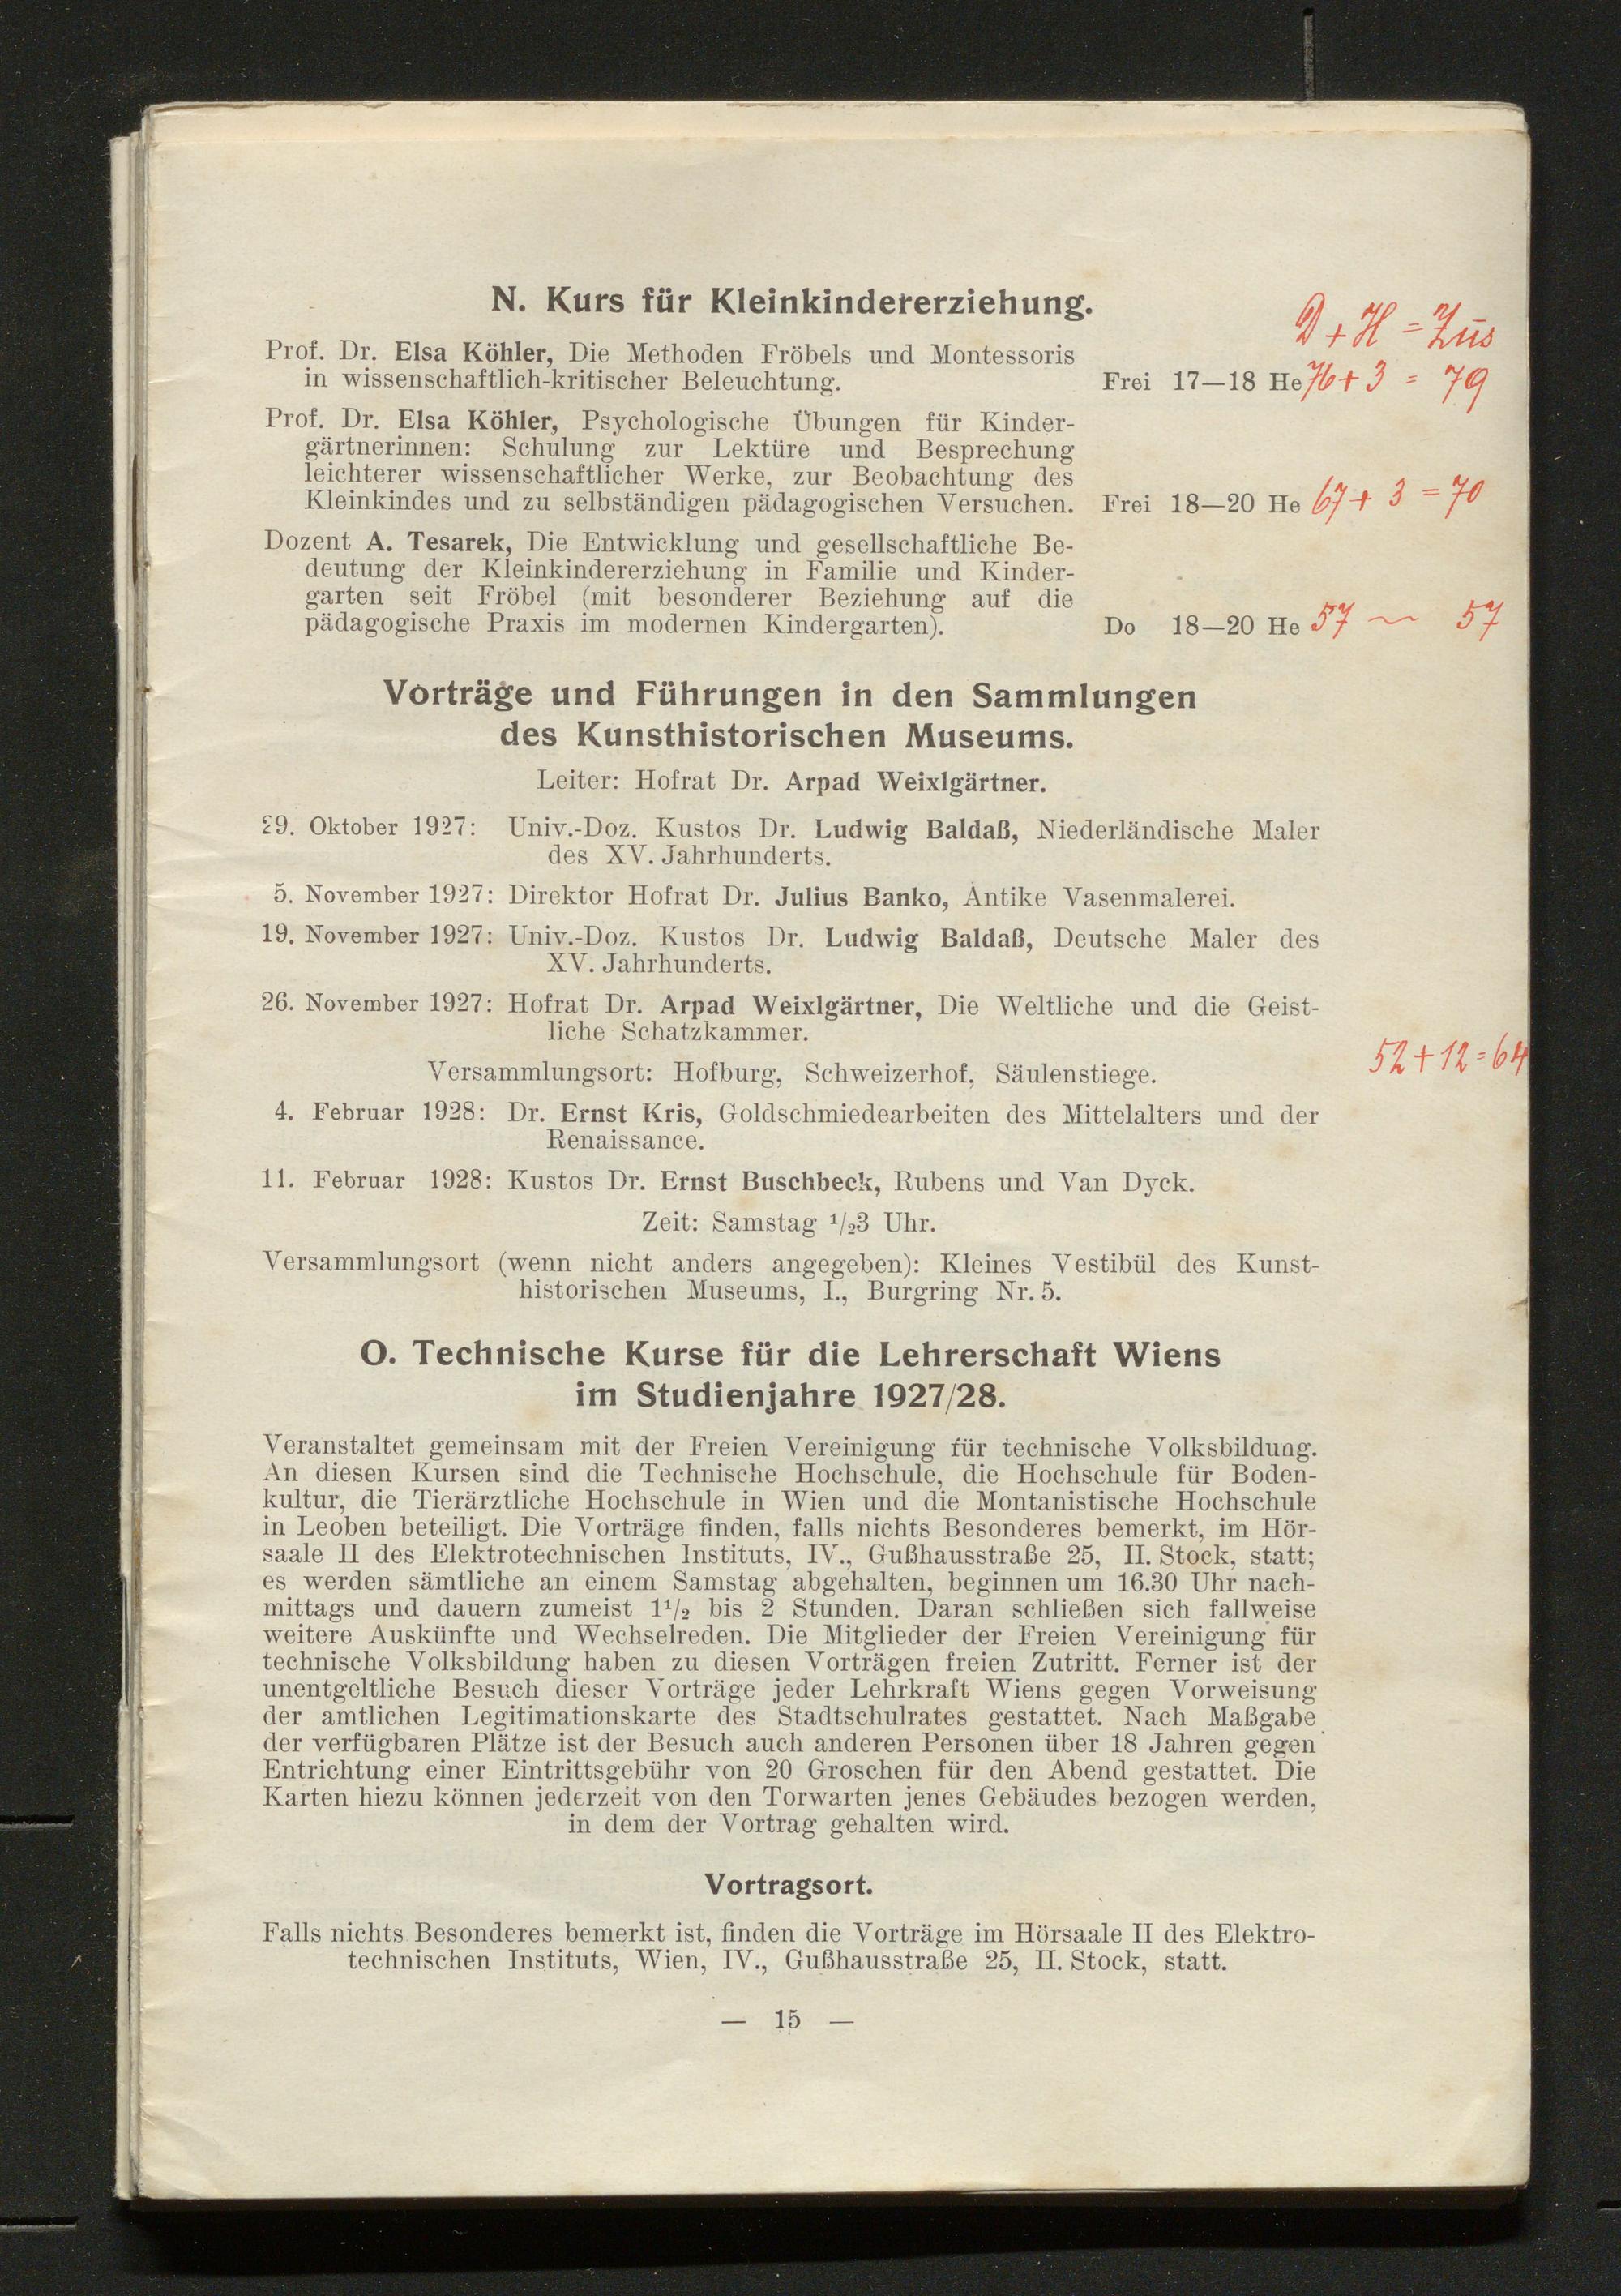 N. Kurs für Kleinkindererziehung.
D + H = Zus
Prof. Dr. Elsa Köhler, Die Methoden Fröbels und Montessoris
in wissenschaftlich-kritischer Beleuchtung. Frei 17—18 He 76 + 3 = 79
Prof. Dr. Elsa Köhler, Psychologische Übungen für Kinder-
gärtnerinnen: Schulung zur Lektüre und Besprechung
leichterer wissenschaftlicher Werke, zur Beobachtung des
Kleinkindes und zu selbständigen pädagogischen Versuchen. Frei 18—20 He 67 + 3 = 70
Dozent A. Tesarek, Die Entwicklung und gesellschaftliche Be-
deutung der Kleinkindererziehung in Familie und Kinder-
garten seit Fröbel (mit besonderer Beziehung auf die
pädagogische Praxis im modernen Kindergarten). Do 18—20 He 57 ~ 57
Vorträge und Führungen in den Sammlungen
des Kunsthistorischen Museums.
Leiter: Hofrat Dr. Arpad Weixlgärtner.
29. Oktober 1927: Univ.-Doz. Kustos Dr. Ludwig Baldaß, Niederländische Maler
des XV. Jahrhunderts.
5. November 1927: Direktor Hofrat Dr. Julius Banko, Antike Vasenmalerei.
19. November 1927: Univ.-Doz. Kustos Dr. Ludwig Baldaß, Deutsche Maler des
XV. Jahrhunderts.
26. November 1927: Hofrat Dr. Arpad Weixlgärtner, Die Weltliche und die Geist-
liche Schatzkammer.
52 + 12 = 64
Versammlungsort: Hofburg, Schweizerhof, Säulenstiege.
4. Februar 1928: Dr. Ernst Kris, Goldschmiedearbeiten des Mittelalters und der
Renaissance.
11. Februar 1928: Kustos Dr. Ernst Buschbeck, Rubens und Van Dyck.
Zeit: Samstag 1/23 Uhr.
Versammlungsort (wenn nicht anders angegeben): Kleines Vestibül des Kunst-
historischen Museums, I., Burgring Nr. 5.
O. Technische Kurse für die Lehrerschaft Wiens
im Studienjahre 1927/28.
Veranstaltet gemeinsam mit der Freien Vereinigung für technische Volksbildung.
An diesen Kursen sind die Technische Hochschule, die Hochschule für Boden-
kultur, die Tierärztliche Hochschule in Wien und die Montanistische Hochschule
in Leoben beteiligt. Die Vorträge finden, falls nichts Besonderes bemerkt, im Hör-
saale II des Elektrotechnischen Instituts, IV., Gußhausstraße 25, II. Stock, statt;
es werden sämtliche an einem Samstag abgehalten, beginnen um 16.30 Uhr nach-
mittags und dauern zumeist 1 1/2 bis 2 Stunden. Daran schließen sich fallweise
weitere Auskünfte und Wechselreden. Die Mitglieder der Freien Vereinigung für
technische Volksbildung haben zu diesen Vorträgen freien Zutritt. Ferner ist der
unentgeltliche Besuch dieser Vorträge jeder Lehrkraft Wiens gegen Vorweisung
der amtlichen Legitimationskarte des Stadtschulrates gestattet. Nach Maßgabe
der verfügbaren Plätze ist der Besuch auch anderen Personen über 18 Jahren gegen
Entrichtung einer Eintrittsgebühr von 20 Groschen für den Abend gestattet. Die
Karten hiezu können jederzeit von den Torwarten jenes Gebäudes bezogen werden,
in dem der Vortrag gehalten wird.
Vortragsort.
Falls nichts Besonderes bemerkt ist, finden die Vorträge im Hörsaale II des Elektro-
technischen Instituts, Wien, IV., Gußhausstraße 25, II. Stock, statt.
— 15 —